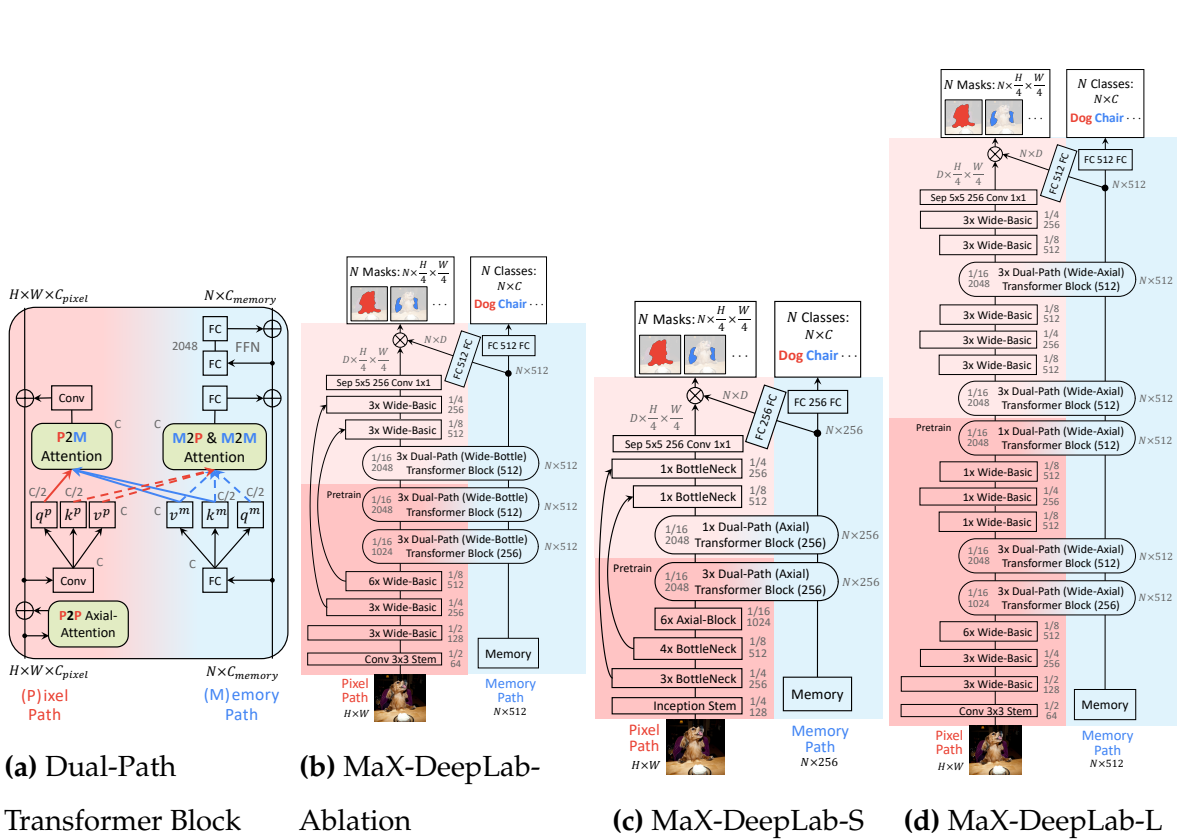 H×W×C_pixel
N×C_memory
FC
2048
FFN
FC
Conv
FC
C
C
P2M
Attention
M2P & M2M
Attention
C/2
C/2
C
C
C/2
C/2
q^p
k^p
v^p
v^m
k^m
q^m
C
C
Conv
FC
P2P Axial-
Attention
H×W×C_pixel
N×C_memory
(P)ixel
Path
(M)emory
Path
(a) Dual-Path
Transformer Block
N Masks: N×H/4×W/4
· · ·
N Classes:
N×C
Dog Chair · · ·
N×D
FC 512 FC
FC 512 FC
D×H/4×W/4
N×512
Sep 5x5 256 Conv 1x1
3x Wide-Basic
1/4
256
3x Wide-Basic
1/8
512
1/16
2048
3x Dual-Path (Wide-Bottle)
Transformer Block (512)
N×512
Pretrain
1/16
2048
3x Dual-Path (Wide-Bottle)
Transformer Block (512)
N×512
1/16
1024
3x Dual-Path (Wide-Bottle)
Transformer Block (256)
N×512
6x Wide-Basic
1/8
512
3x Wide-Basic
1/4
256
3x Wide-Basic
1/2
128
Conv 3x3 Stem
1/2
64
Memory
Pixel
Path
H×W
Memory
Path
N×512
(b) MaX-DeepLab-
Ablation
N Masks: N×H/4×W/4
· · ·
N Classes:
N×C
Dog Chair · · ·
N×D
FC 256 FC
FC 256 FC
D×H/4×W/4
N×256
Sep 5x5 256 Conv 1x1
1x BottleNeck
1/4
256
1x BottleNeck
1/8
512
1/16
2048
1x Dual-Path (Axial)
Transformer Block (256)
N×256
Pretrain
1/16
2048
3x Dual-Path (Axial)
Transformer Block (256)
N×256
6x Axial-Block
1/16
1024
4x BottleNeck
1/8
512
3x BottleNeck
1/4
256
Inception Stem
1/4
128
Memory
Pixel
Path
H×W
Memory
Path
N×256
(c) MaX-DeepLab-S
N Masks: N×H/4×W/4
· · ·
N Classes:
N×C
Dog Chair · · ·
N×D
FC 512 FC
FC 512 FC
D×H/4×W/4
N×512
Sep 5x5 256 Conv 1x1
3x Wide-Basic
1/4
256
3x Wide-Basic
1/8
512
1/16
2048
3x Dual-Path (Wide-Axial)
Transformer Block (512)
N×512
3x Wide-Basic
1/8
512
3x Wide-Basic
1/4
256
3x Wide-Basic
1/8
512
1/16
2048
3x Dual-Path (Wide-Axial)
Transformer Block (512)
N×512
Pretrain
1/16
2048
1x Dual-Path (Wide-Axial)
Transformer Block (512)
N×512
1x Wide-Basic
1/8
512
1x Wide-Basic
1/4
256
1x Wide-Basic
1/8
512
1/16
2048
3x Dual-Path (Wide-Axial)
Transformer Block (512)
N×512
1/16
1024
3x Dual-Path (Wide-Axial)
Transformer Block (256)
N×512
6x Wide-Basic
1/8
512
3x Wide-Basic
1/4
256
3x Wide-Basic
1/2
128
Conv 3x3 Stem
1/2
64
Memory
Pixel
Path
H×W
Memory
Path
N×512
(d) MaX-DeepLab-L